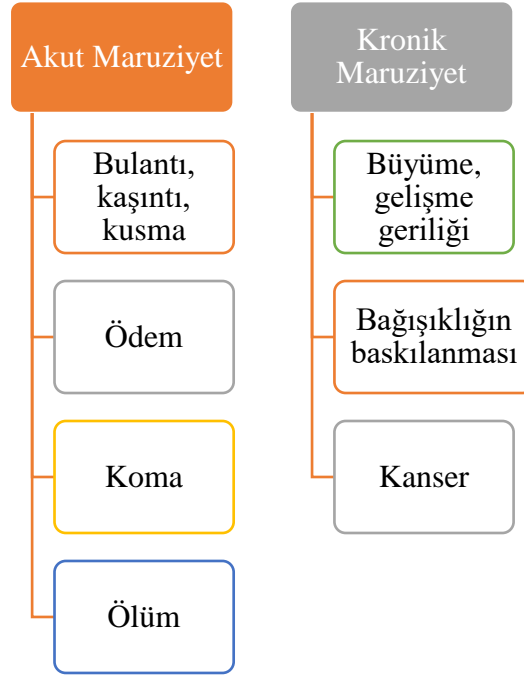 Akut Maruziyet
Bulantı,
kaşıntı,
kusma
Ödem
Koma
Ölüm
Kronik
Maruziyet
Büyüme,
gelişme
geriliği
Bağışıklığın
baskılanması
Kanser